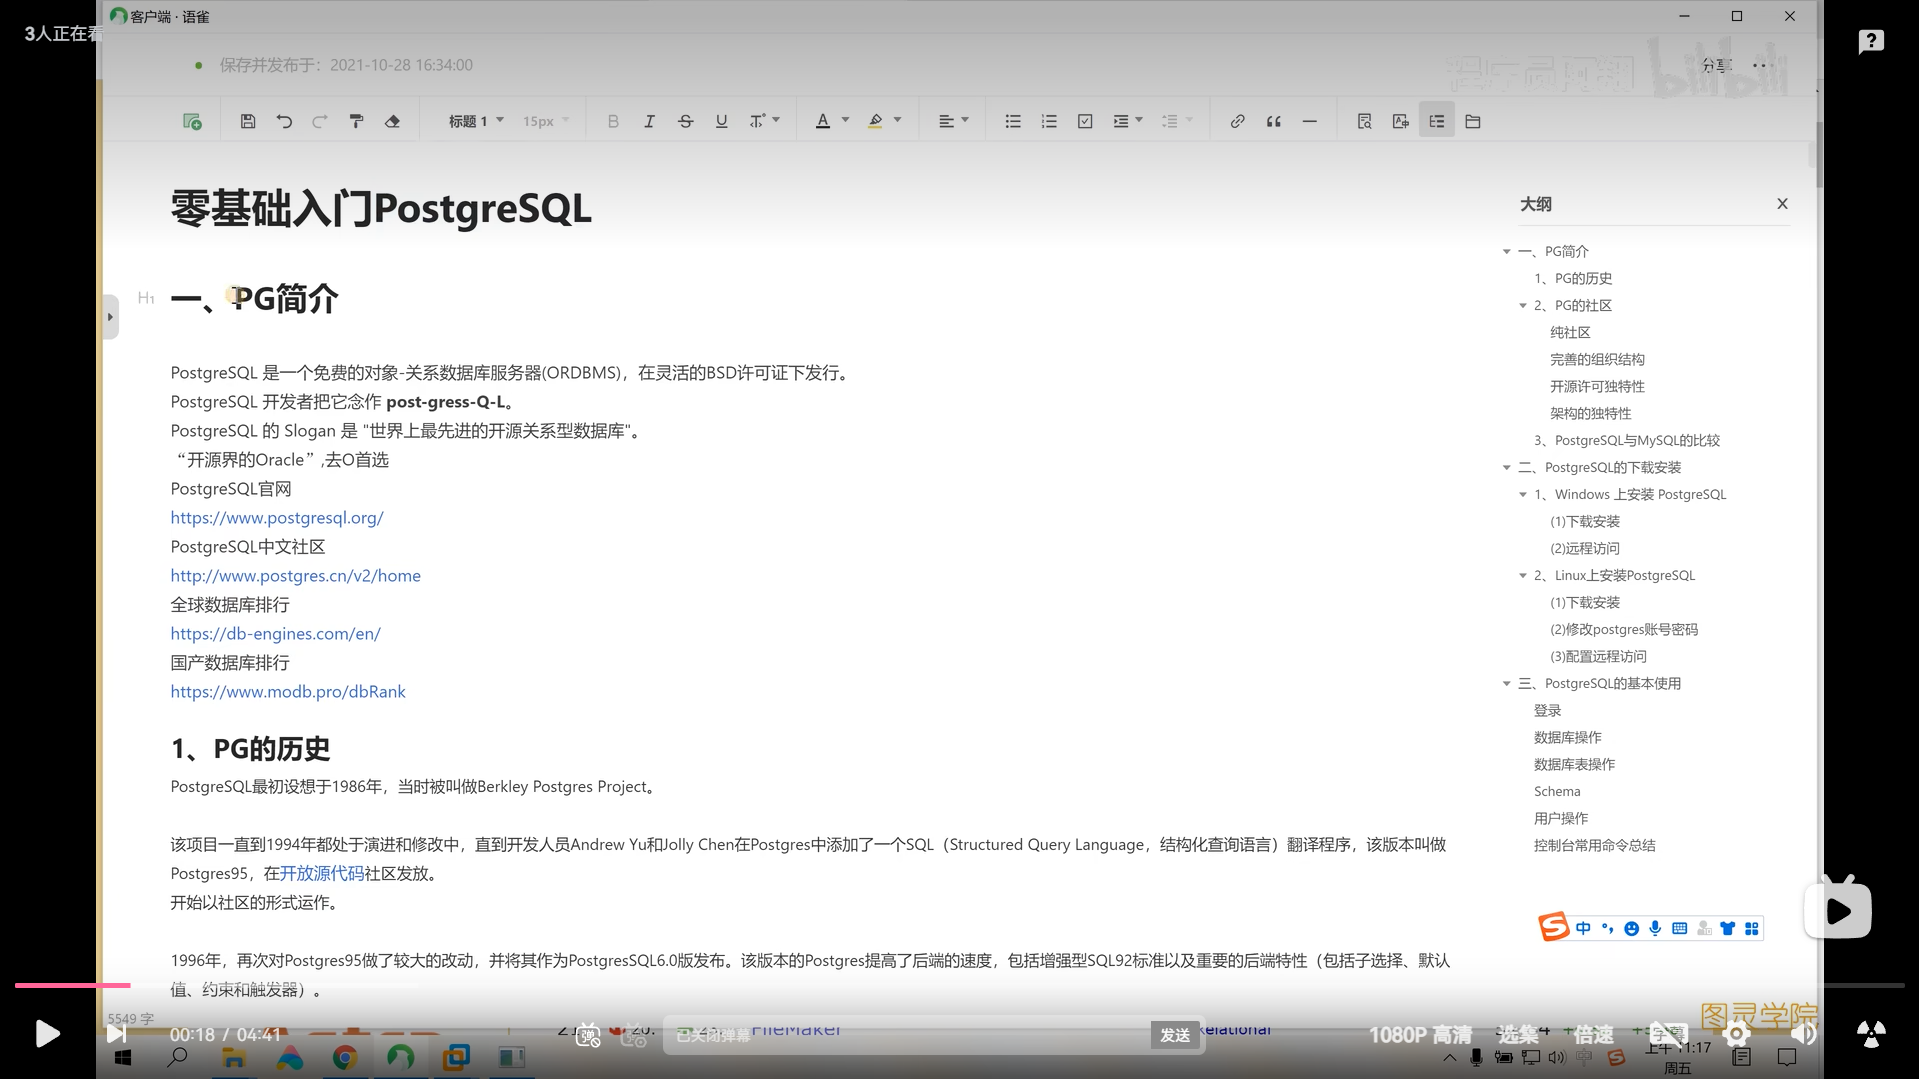 客户端 · 语雀
3人正在看
保存并发布于：2021-10-28 16:34:00
bilibili
分享
标题 1
15px
零基础入门PostgreSQL
H1
一、PG简介
PostgreSQL 是一个免费的对象-关系数据库服务器(ORDBMS)，在灵活的BSD许可证下发行。
PostgreSQL 开发者把它念作 post-gress-Q-L。
PostgreSQL 的 Slogan 是 "世界上最先进的开源关系型数据库"。
“开源界的Oracle”,去O首选
PostgreSQL官网
https://www.postgresql.org/
PostgreSQL中文社区
http://www.postgres.cn/v2/home
全球数据库排行
https://db-engines.com/en/
国产数据库排行
https://www.modb.pro/dbRank
1、PG的历史
PostgreSQL最初设想于1986年，当时被叫做Berkley Postgres Project。
该项目一直到1994年都处于演进和修改中，直到开发人员Andrew Yu和Jolly Chen在Postgres中添加了一个SQL（Structured Query Language，结构化查询语言）翻译程序，该版本叫做
Postgres95，在开放源代码社区发放。
开始以社区的形式运作。
1996年，再次对Postgres95做了较大的改动，并将其作为PostgresSQL6.0版发布。该版本的Postgres提高了后端的速度，包括增强型SQL92标准以及重要的后端特性（包括子选择、默认
值、约束和触发器）。
大纲
一、PG简介
1、PG的历史
2、PG的社区
纯社区
完善的组织结构
开源许可独特性
架构的独特性
3、PostgreSQL与MySQL的比较
二、PostgreSQL的下载安装
1、Windows 上安装 PostgreSQL
(1)下载安装
(2)远程访问
2、Linux上安装PostgreSQL
(1)下载安装
(2)修改postgres账号密码
(3)配置远程访问
三、PostgreSQL的基本使用
登录
数据库操作
数据库表操作
Schema
用户操作
控制台常用命令总结
中
图灵学院
5549 字
00:18 / 04:41
FileMaker
已关闭弹幕
发送
Relational
1080P 高清
选集
倍速
字幕
上午 11:17
周五